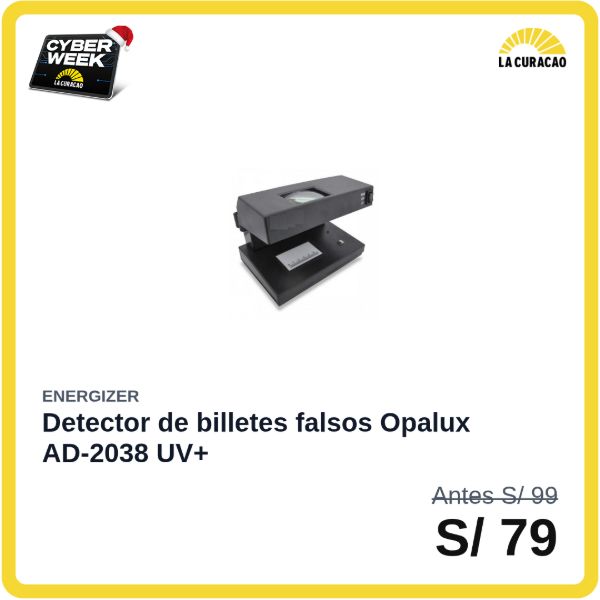 CYBER
WEEK
LA CURACAO
LA CURACAO
ENERGIZER
Detector de billetes falsos Opalux
AD-2038 UV+
Antes S/ 99
S/ 79